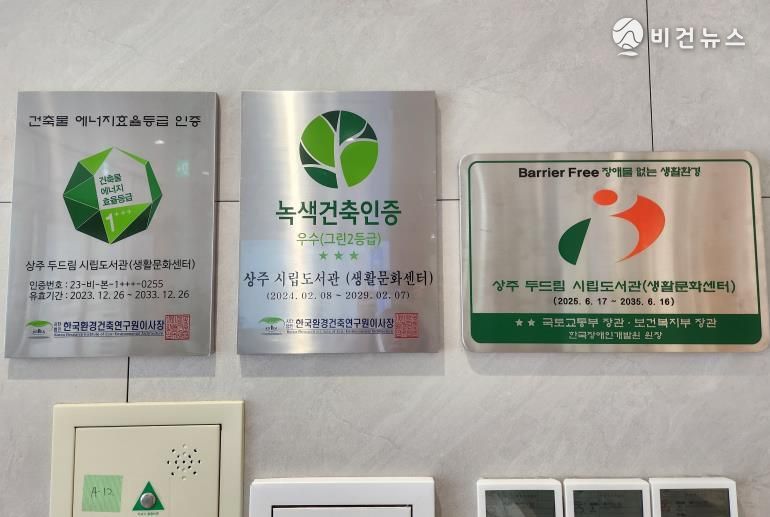 비건뉴스
건축물 에너지효율등급 인증
건축물
에너지
효율등급
1+++
상주 두드림 시립도서관(생활문화센터)
인증번호 : 23-비-본-1+++-0255
유효기간 : 2023. 12. 26 ~ 2033. 12. 26
한국환경건축연구원이사장
녹색건축인증
우수(그린2등급)
★★★
상주 시립도서관 (생활문화센터)
(2024. 02. 08 ~ 2029. 02. 07)
한국환경건축연구원이사장
Barrier Free 장애물 없는 생활환경
상주 두드림 시립도서관(생활문화센터)
(2025. 6. 17 ~ 2035. 6. 16)
★★ 국토교통부 장관 · 보건복지부 장관
한국장애인개발원 원장
A-12